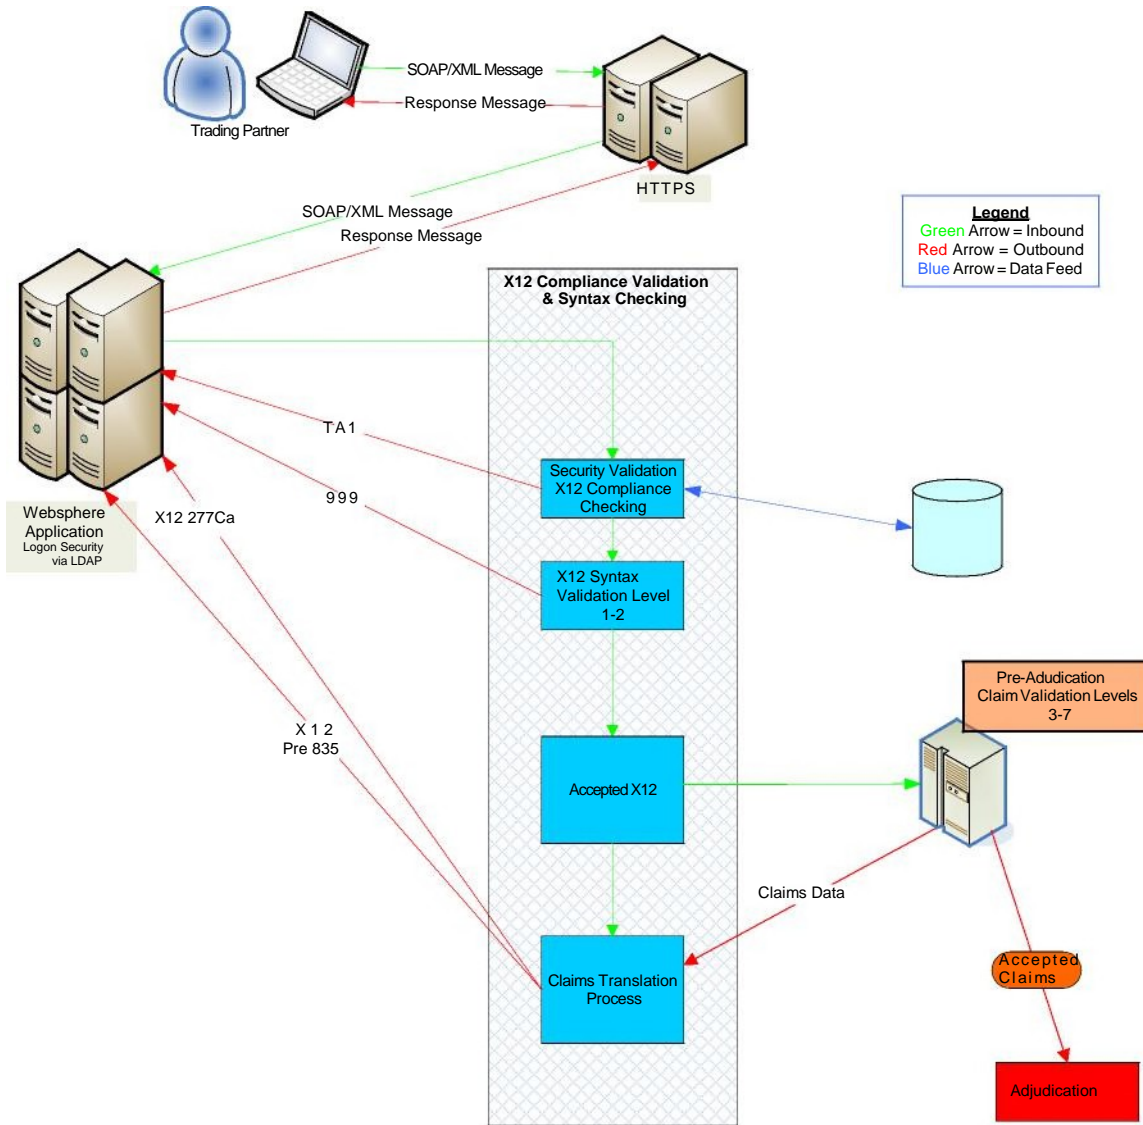 SOAP/XML Message
Response Message
Trading Partner
HTTPS
SOAP/XML Message
Response Message
Legend
Green Arrow = Inbound
Red Arrow = Outbound
Blue Arrow = Data Feed
X12 Compliance Validation
& Syntax Checking
TA1
Security Validation
X12 Compliance
Checking
999
X12 277Ca
Websphere
Application
Logon Security
via LDAP
X12 Syntax
Validation Level
1-2
Pre-Adudication
Claim Validation Levels
3-7
X12
Pre 835
Accepted X12
Claims Data
Accepted
Claims
Claims Translation
Process
Adjudication